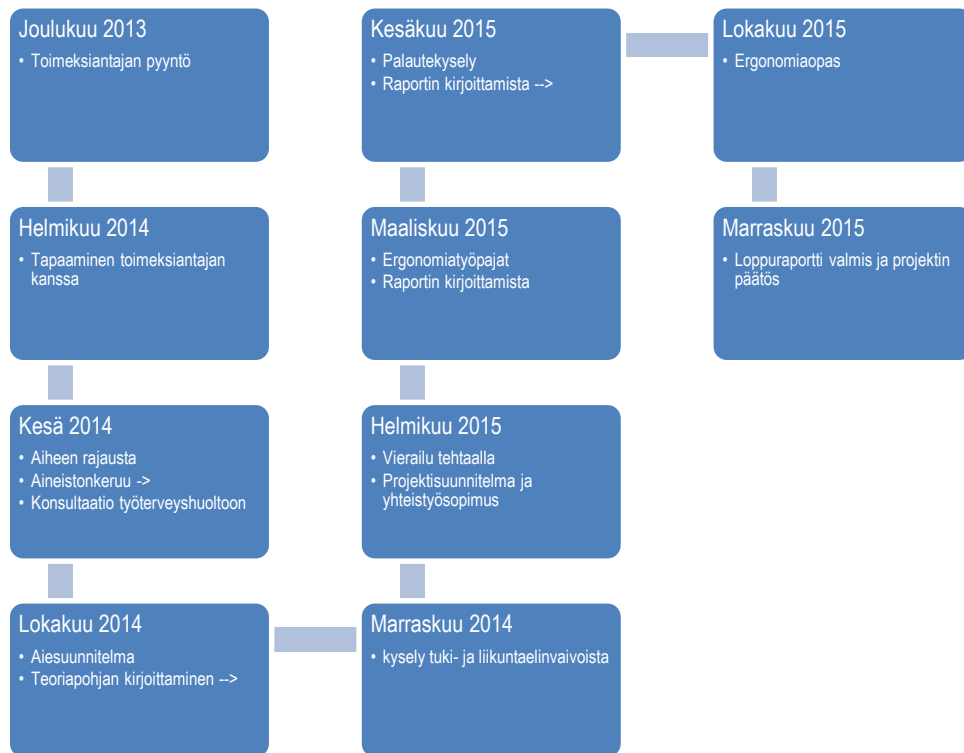 Joulukuu 2013
• Toimeksiantajan pyyntö
Helmikuu 2014
• Tapaaminen toimeksiantajan
kanssa
Kesä 2014
• Aiheen rajausta
• Aineistonkeruu ->
• Konsultaatio työterveyshuoltoon
Lokakuu 2014
• Aiesuunnitelma
• Teoriapohjan kirjoittaminen -->
Marraskuu 2014
• kysely tuki- ja liikuntaelinvaivoista
Helmikuu 2015
• Vierailu tehtaalla
• Projektisuunnitelma ja
yhteistyösopimus
Maaliskuu 2015
• Ergonomiatyöpajat
• Raportin kirjoittamista
Kesäkuu 2015
• Palautekysely
• Raportin kirjoittamista -->
Lokakuu 2015
• Ergonomiaopas
Marraskuu 2015
• Loppuraportti valmis ja projektin
päätös